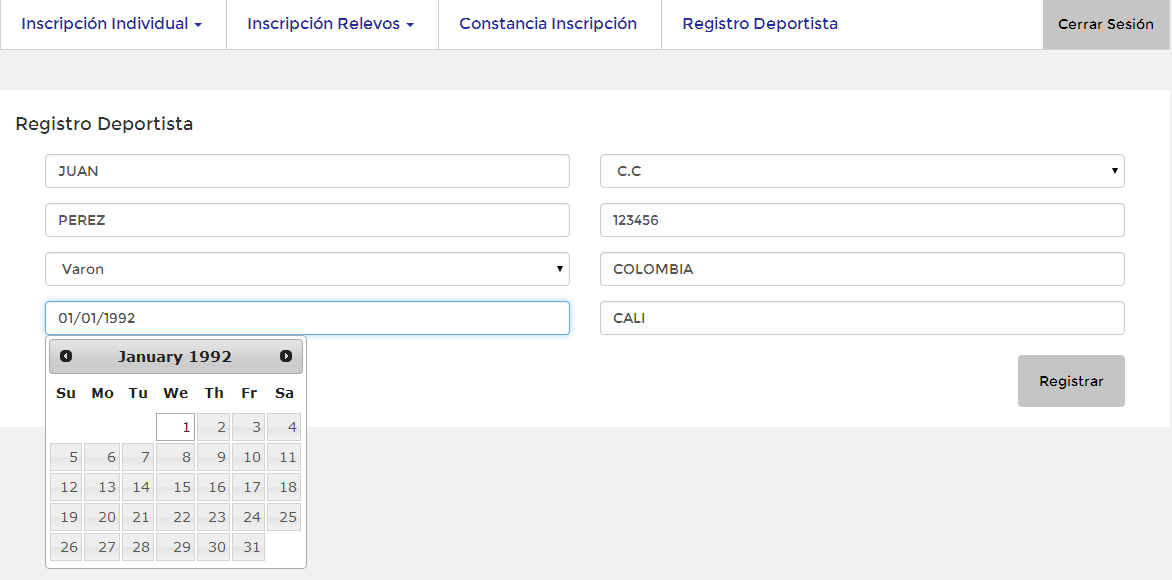 Inscripción Individual Inscripción Relevos Constancia Inscripción Registro Deportista Cerrar Sesión
Registro Deportista
JUAN C.C
PEREZ 123456
Varon COLOMBIA
01/01/1992 CALI
January 1992
Registrar
Su Mo Tu We Th Fr Sa
1 2 3 4
5 6 7 8 9 10 11
12 13 14 15 16 17 18
19 20 21 22 23 24 25
26 27 28 29 30 31